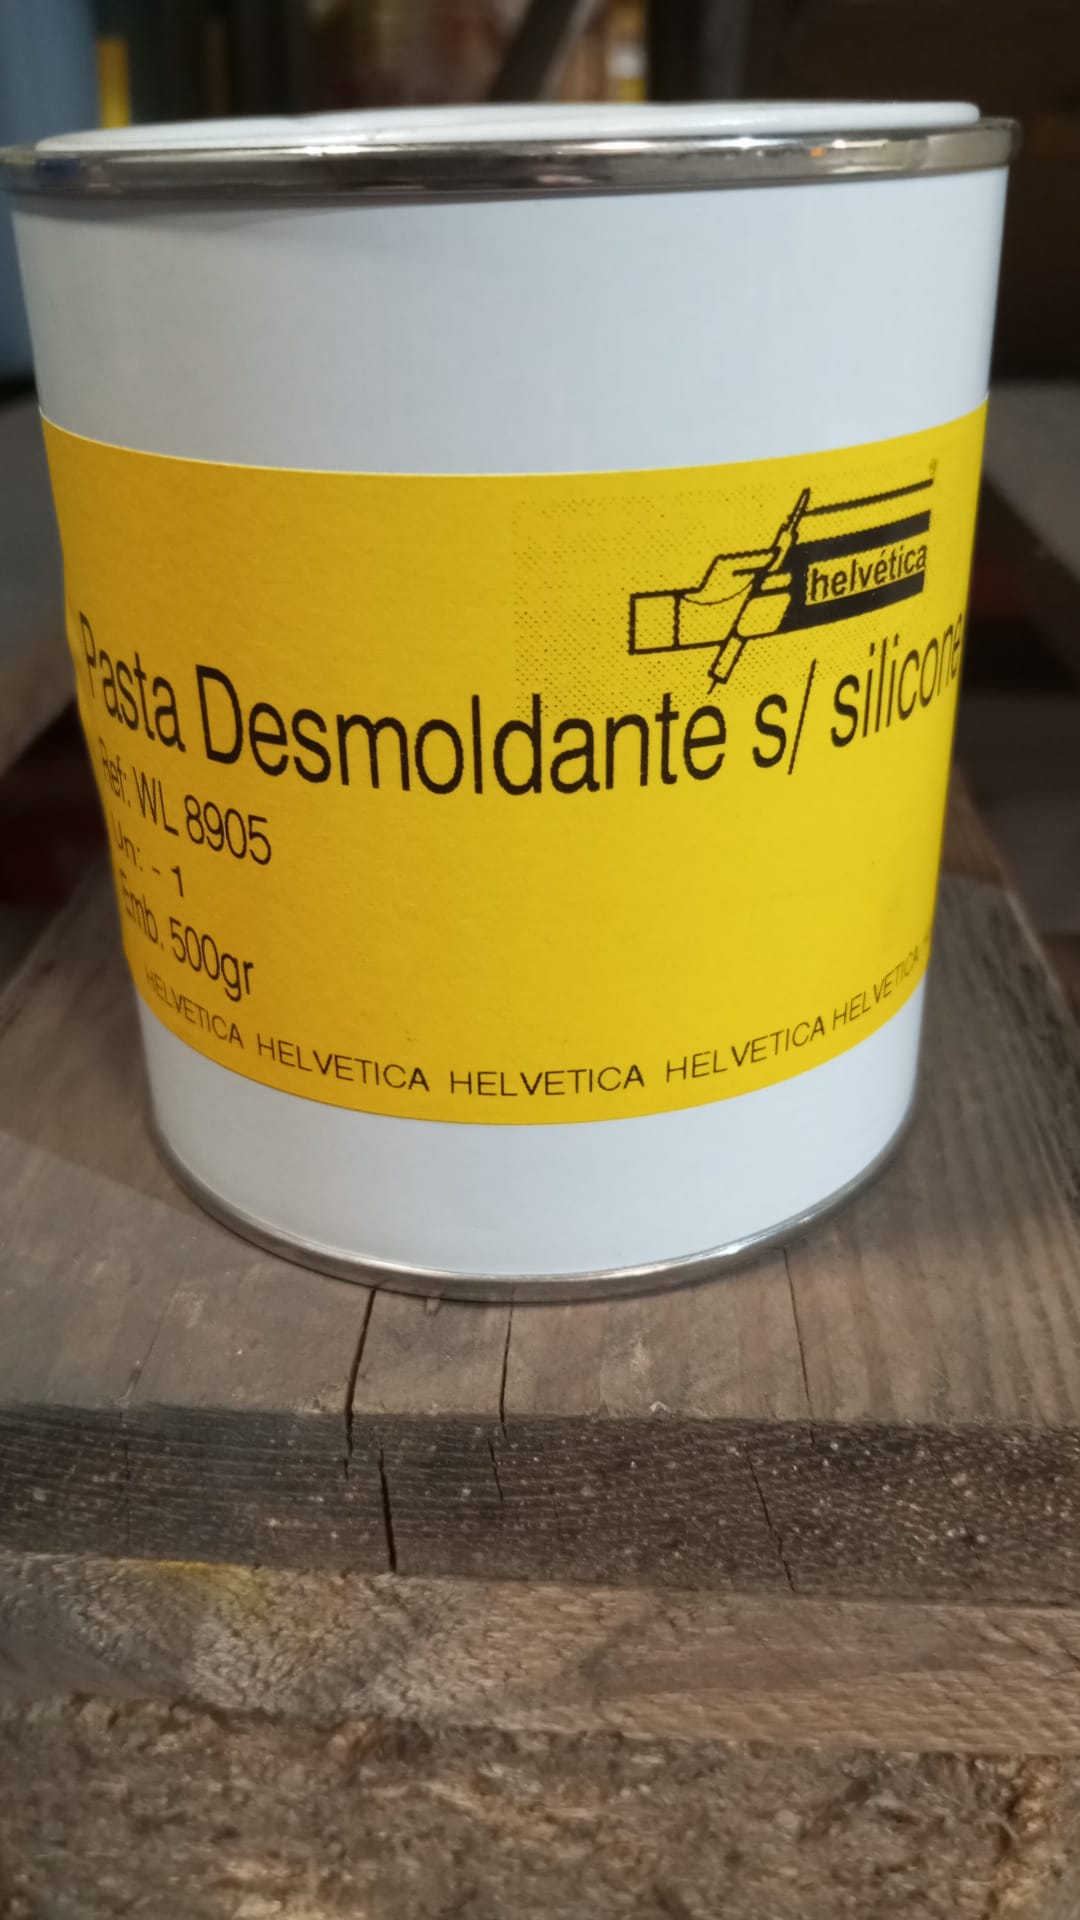 helvética
Pasta Desmoldante s/ silicone
Ref: WL 8905
Un: - 1
Emb. 500gr
HELVETICA HELVETICA HELVETICA HELVETICA HELVETICA